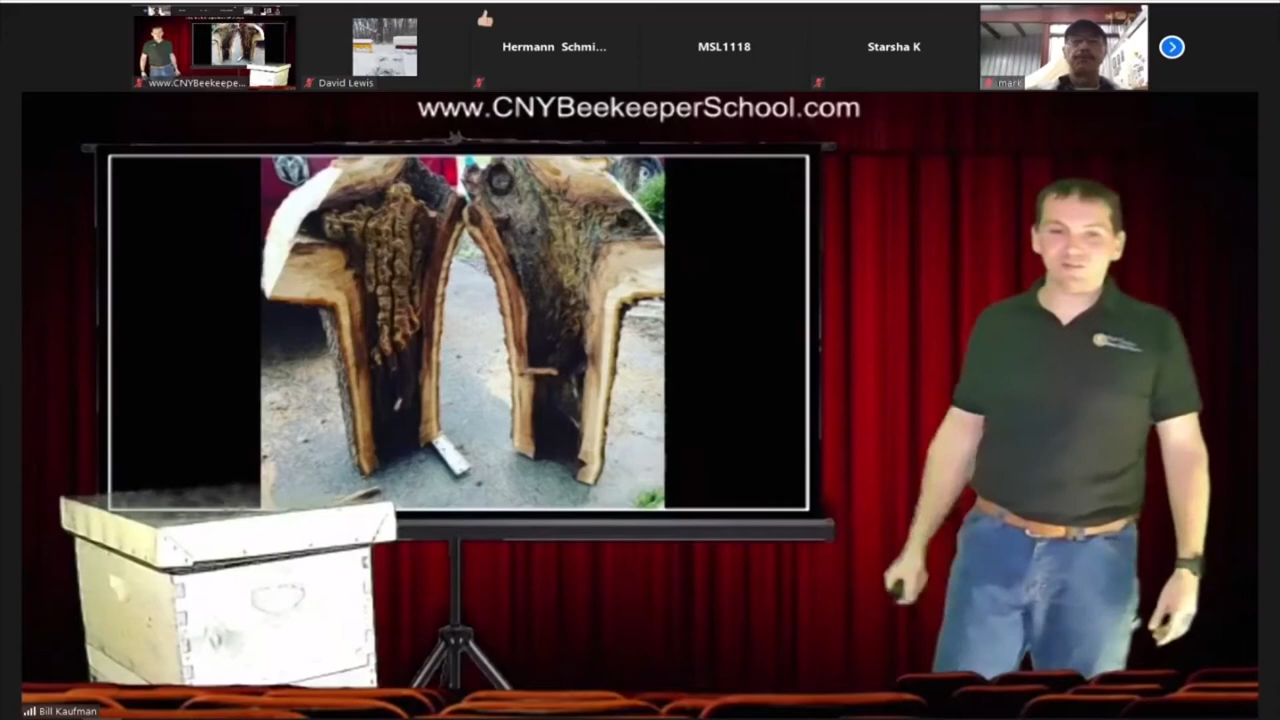 Hermann Schmi...
MSL1118
Starsha K
www.CNYBeekeepe...
David Lewis
mark
www.CNYBeekeeperSchool.com
Bill Kaufman